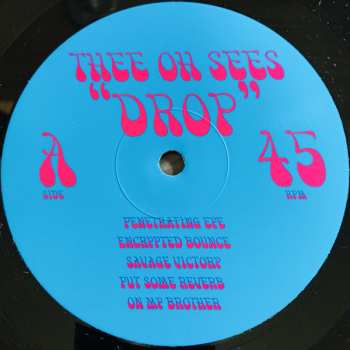 THEE OH SEES
“DROP”
A
SIDE
45
RPM
PENETRATING EYE
ENCRYPTED BOUNCE
SAVAGE VICTORY
PUT SOME REVERB
ON MY BROTHER